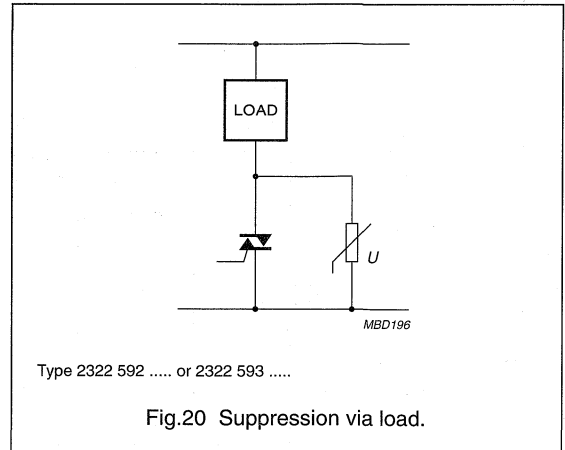 LOAD
U
MBD196
Type 2322 592 ..... or 2322 593 .....
Fig.20 Suppression via load.